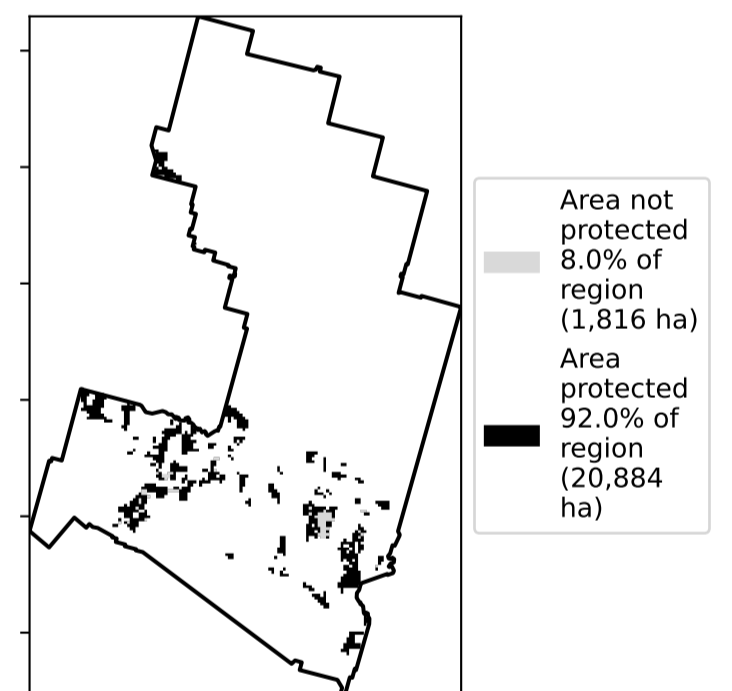 Area not
protected
8.0% of
region
(1,816 ha)
Area
protected
92.0% of
region
(20,884
ha)